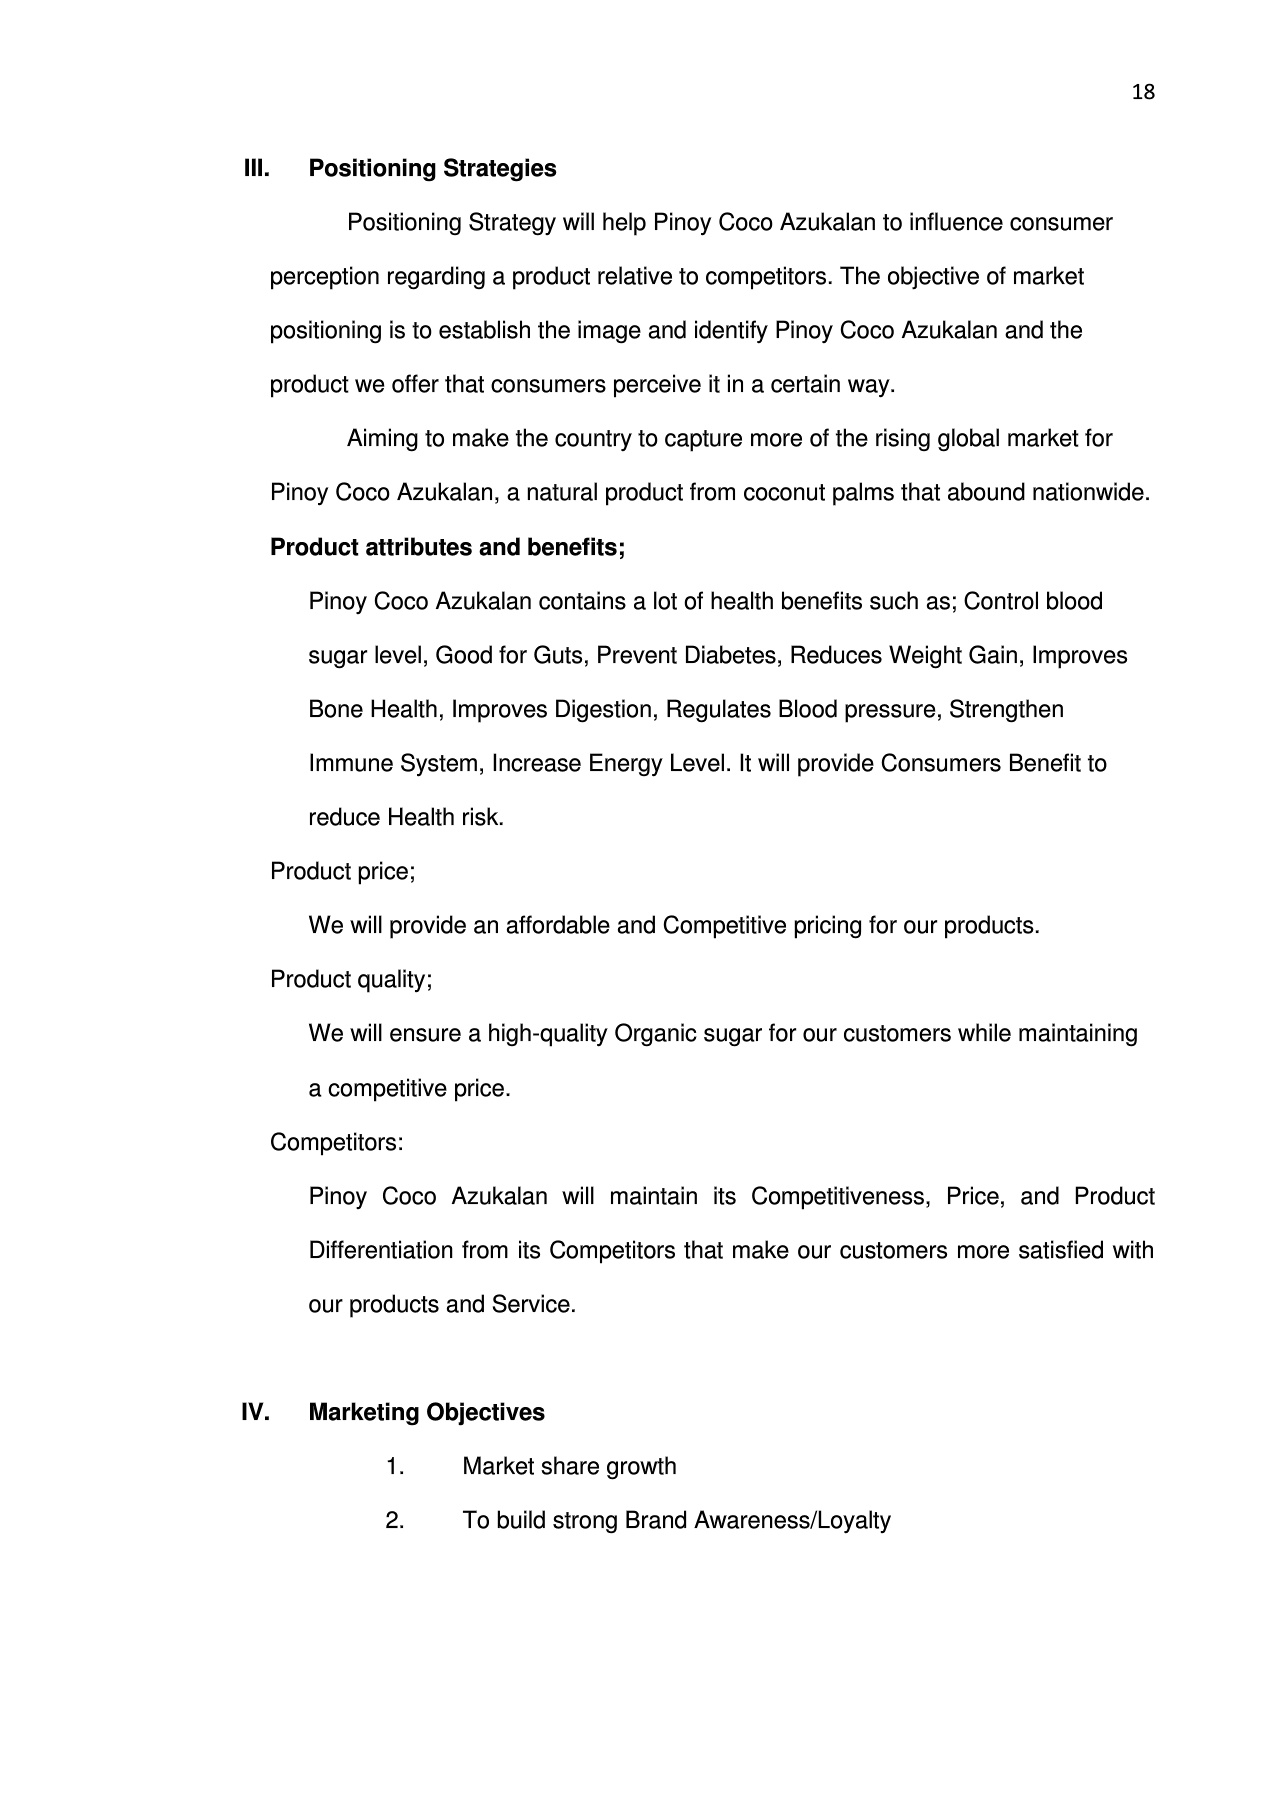 18
III. Positioning Strategies
Positioning Strategy will help Pinoy Coco Azukalan to influence consumer
perception regarding a product relative to competitors. The objective of market
positioning is to establish the image and identify Pinoy Coco Azukalan and the
product we offer that consumers perceive it in a certain way.
Aiming to make the country to capture more of the rising global market for
Pinoy Coco Azukalan, a natural product from coconut palms that abound nationwide.
Product attributes and benefits;
Pinoy Coco Azukalan contains a lot of health benefits such as; Control blood
sugar level, Good for Guts, Prevent Diabetes, Reduces Weight Gain, Improves
Bone Health, Improves Digestion, Regulates Blood pressure, Strengthen
Immune System, Increase Energy Level. It will provide Consumers Benefit to
reduce Health risk.
Product price;
We will provide an affordable and Competitive pricing for our products.
Product quality;
We will ensure a high-quality Organic sugar for our customers while maintaining
a competitive price.
Competitors:
Pinoy Coco Azukalan will maintain its Competitiveness, Price, and Product
Differentiation from its Competitors that make our customers more satisfied with
our products and Service.
IV. Marketing Objectives
1. Market share growth
2. To build strong Brand Awareness/Loyalty